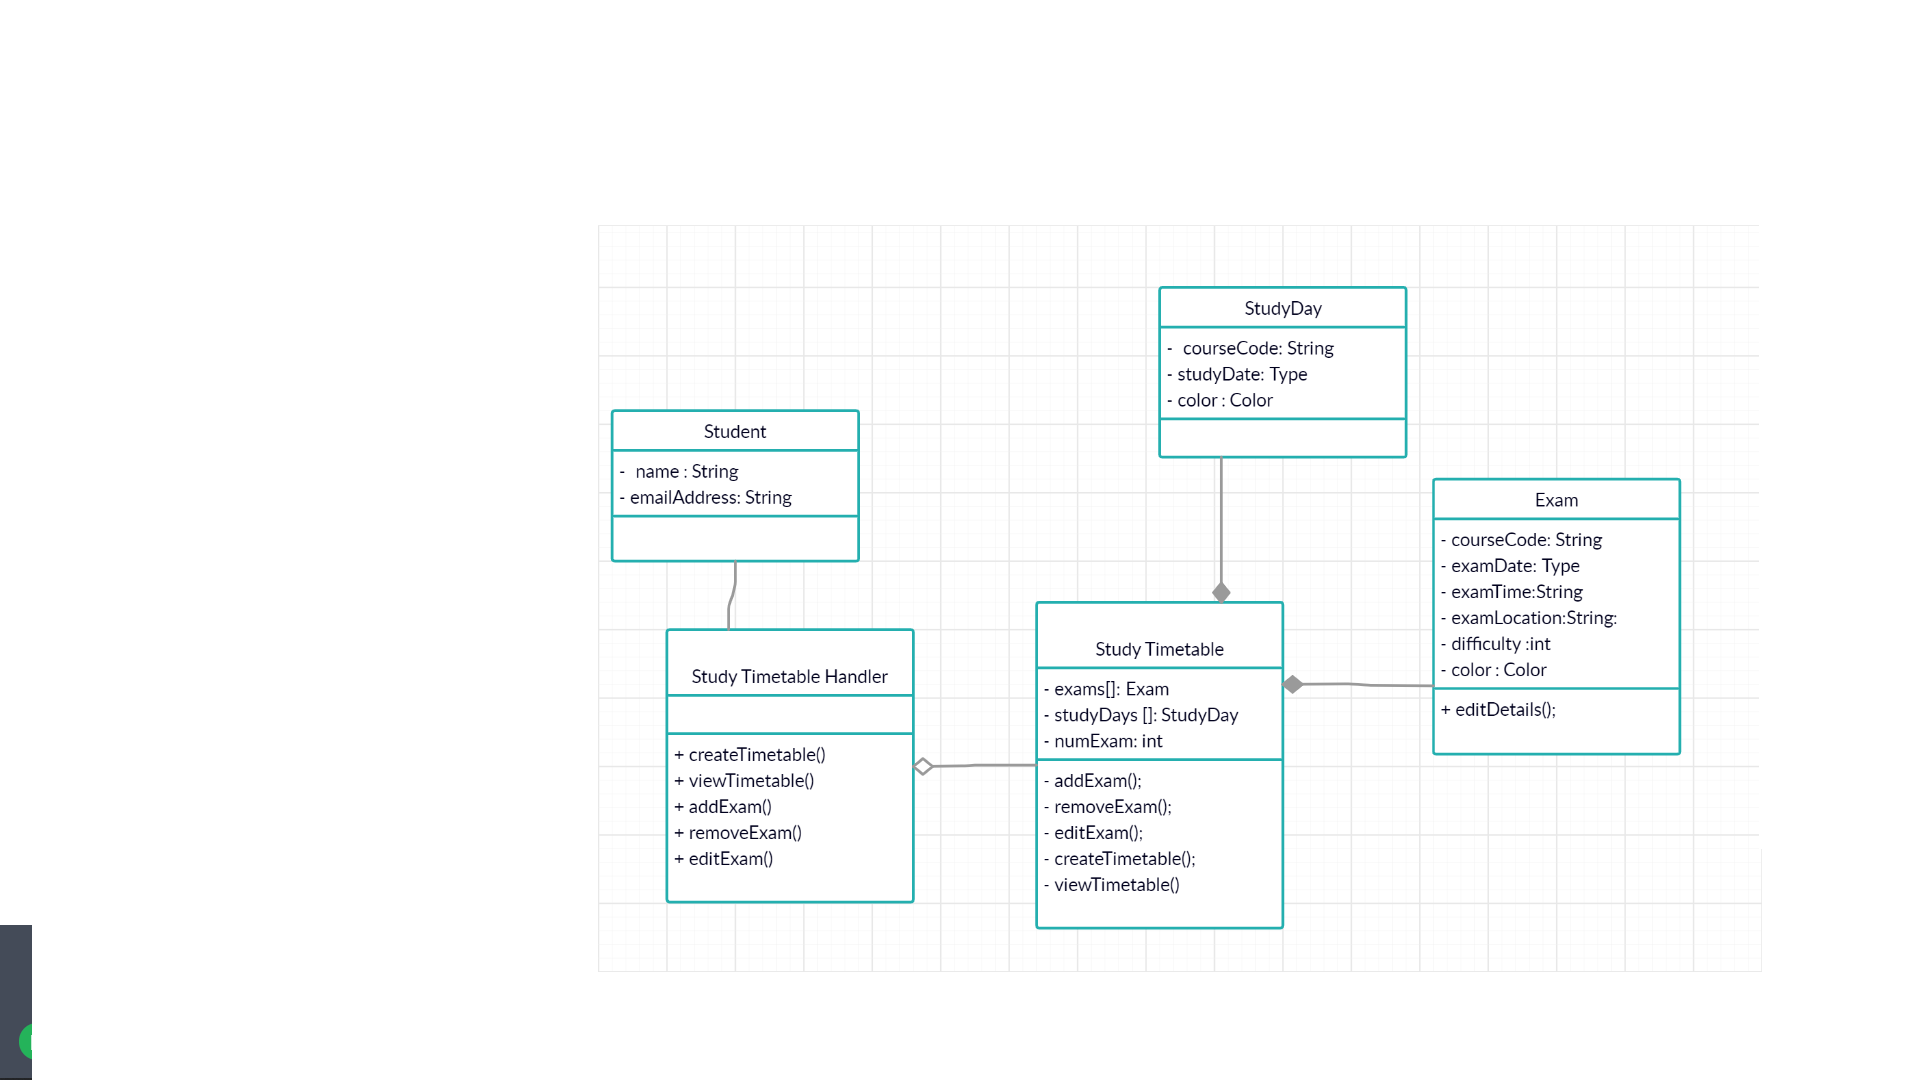 StudyDay
- courseCode: String
- studyDate: Type
- color : Color
Student
- name : String
- emailAddress: String
Exam
- courseCode: String
- examDate: Type
- examTime:String
- examLocation:String:
- difficulty :int
- color : Color
+ editDetails();
Study Timetable Handler
+ createTimetable()
+ viewTimetable()
+ addExam()
+ removeExam()
+ editExam()
Study Timetable
- exams[]: Exam
- studyDays []: StudyDay
- numExam: int
- addExam();
- removeExam();
- editExam();
- createTimetable();
- viewTimetable()